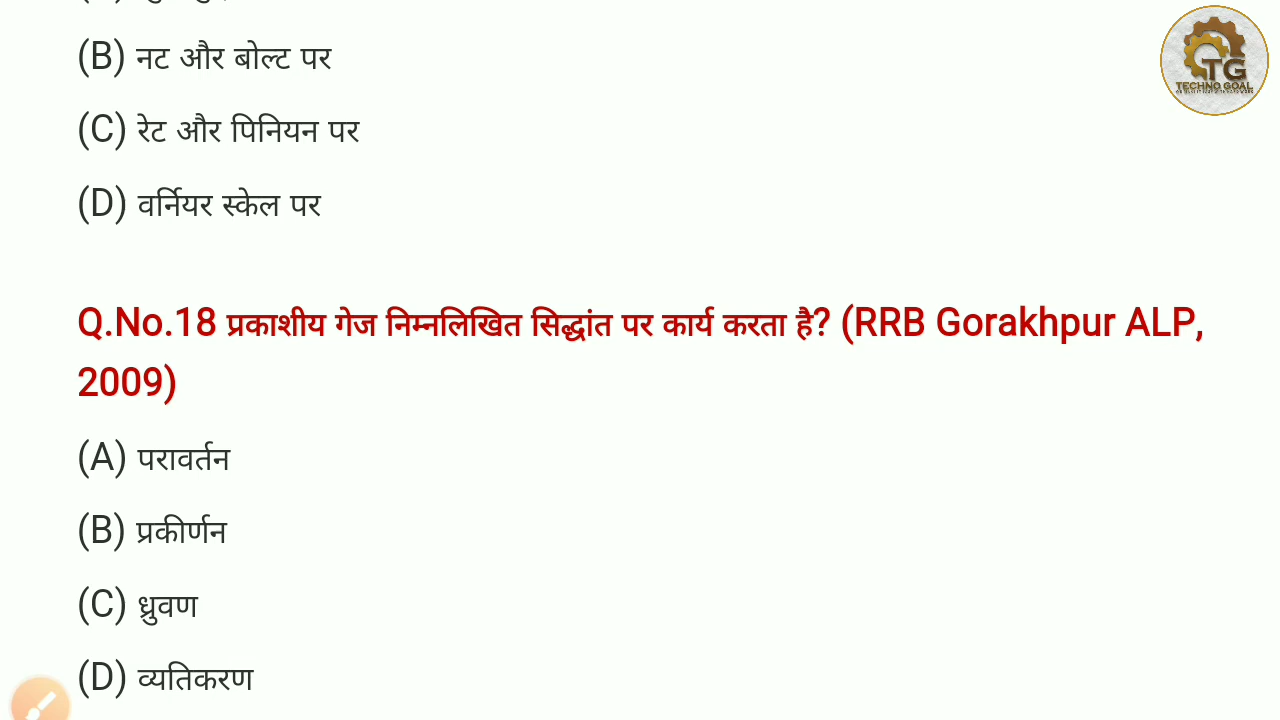 (B) नट और बोल्ट पर
TG
TECHNO GOAL
(C) रेट और पिनियन पर
(D) वर्नियर स्केल पर
Q.No.18 प्रकाशीय गेज निम्नलिखित सिद्धांत पर कार्य करता है? (RRB Gorakhpur ALP,
2009)
(A) परावर्तन
(B) प्रकीर्णन
(C) ध्रुवण
(D) व्यतिकरण